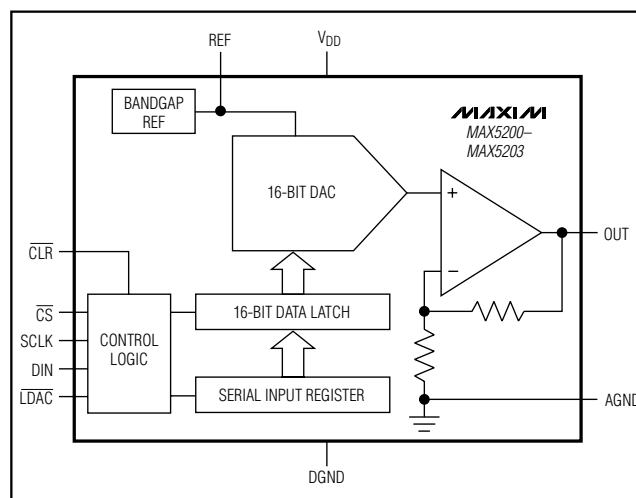 REF
VDD
BANDGAP
REF
MAXIM
MAX5200–
MAX5203
16-BIT DAC
+
OUT
CLR
−
CS
16-BIT DATA LATCH
SCLK
CONTROL
LOGIC
DIN
LDAC
SERIAL INPUT REGISTER
AGND
DGND